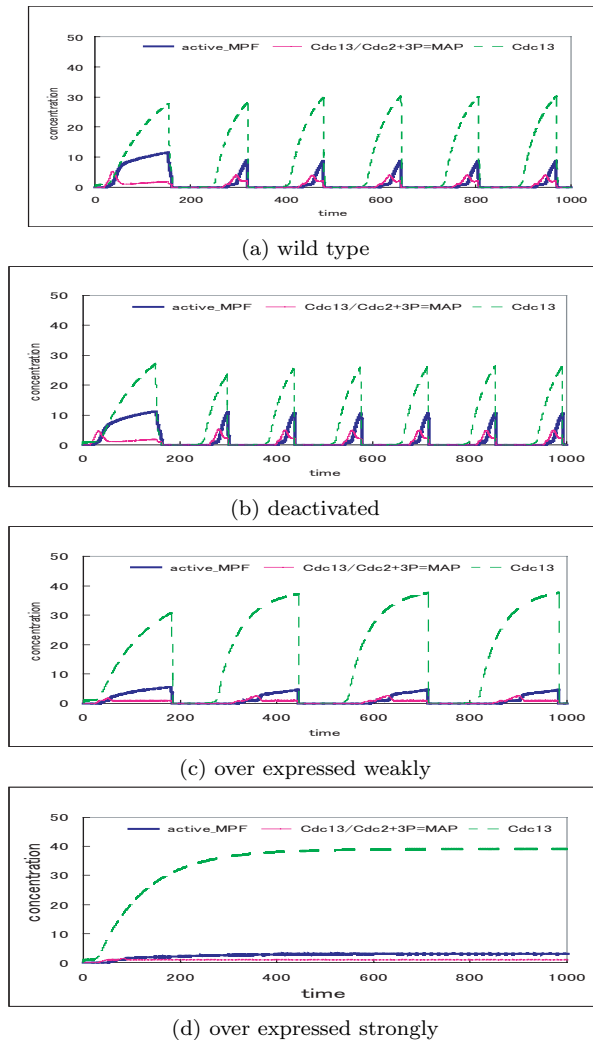 active_MPF Cdc13/Cdc2+3P=MAP Cdc13
concentration
50
40
30
20
10
0
0 200 400 600 800 1000
time
(a) wild type
active_MPF Cdc13/Cdc2+3P=MAP Cdc13
concentration
50
40
30
20
10
0
0 200 400 600 800 1000
time
(b) deactivated
active_MPF Cdc13/Cdc2+3P=MAP Cdc13
concentration
50
40
30
20
10
0
0 200 400 600 800 1000
time
(c) over expressed weakly
active_MPF Cdc13/Cdc2+3P=MAP Cdc13
concentration
50
40
30
20
10
0
0 200 400 600 800 1000
time
(d) over expressed strongly